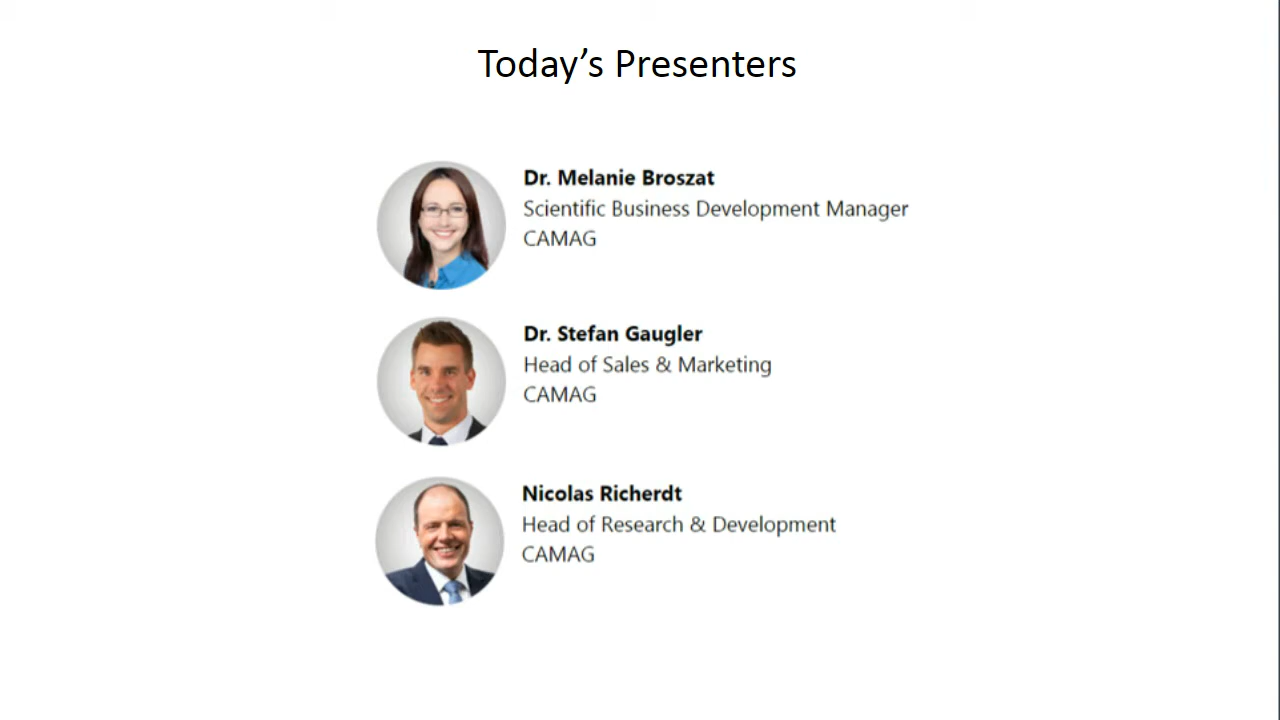 Today’s Presenters
Dr. Melanie Broszat
Scientific Business Development Manager
CAMAG
Dr. Stefan Gaugler
Head of Sales & Marketing
CAMAG
Nicolas Richerdt
Head of Research & Development
CAMAG